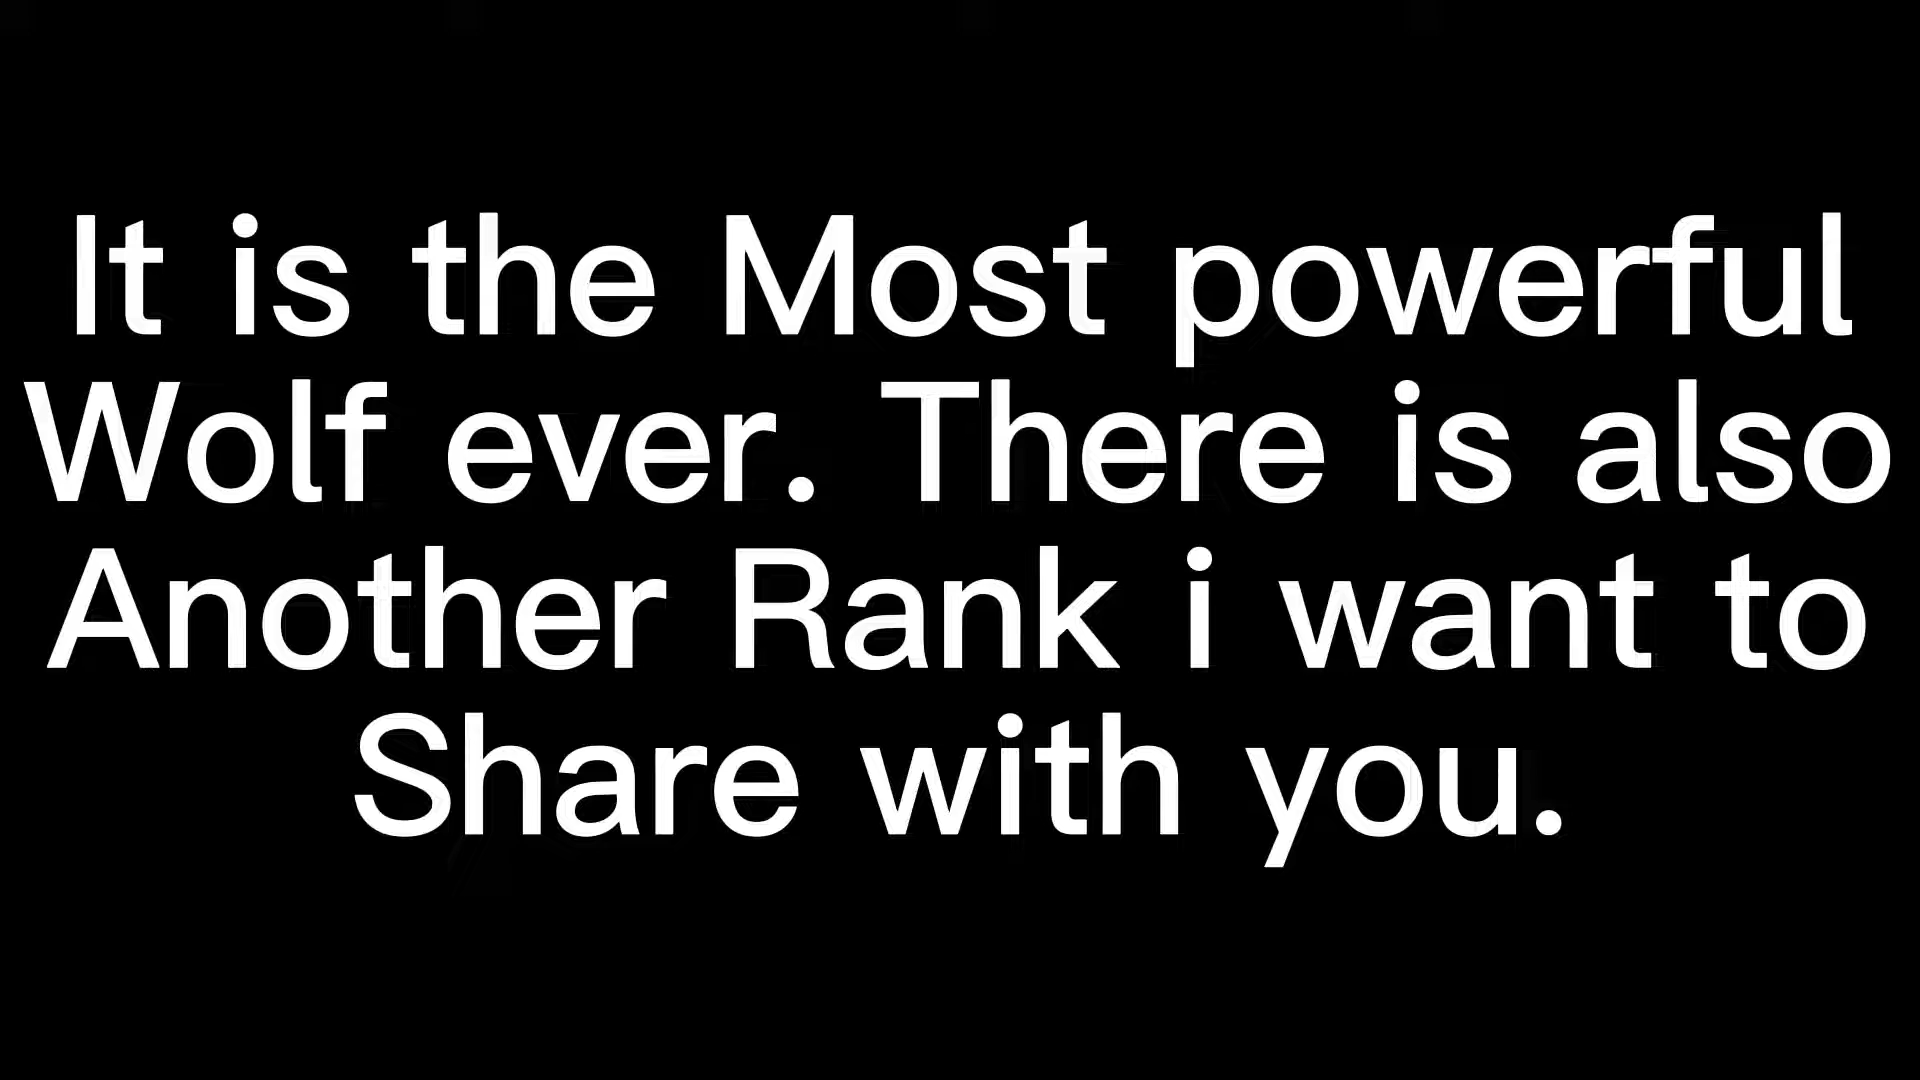 It is the Most powerful
Wolf ever. There is also
Another Rank i want to
Share with you.